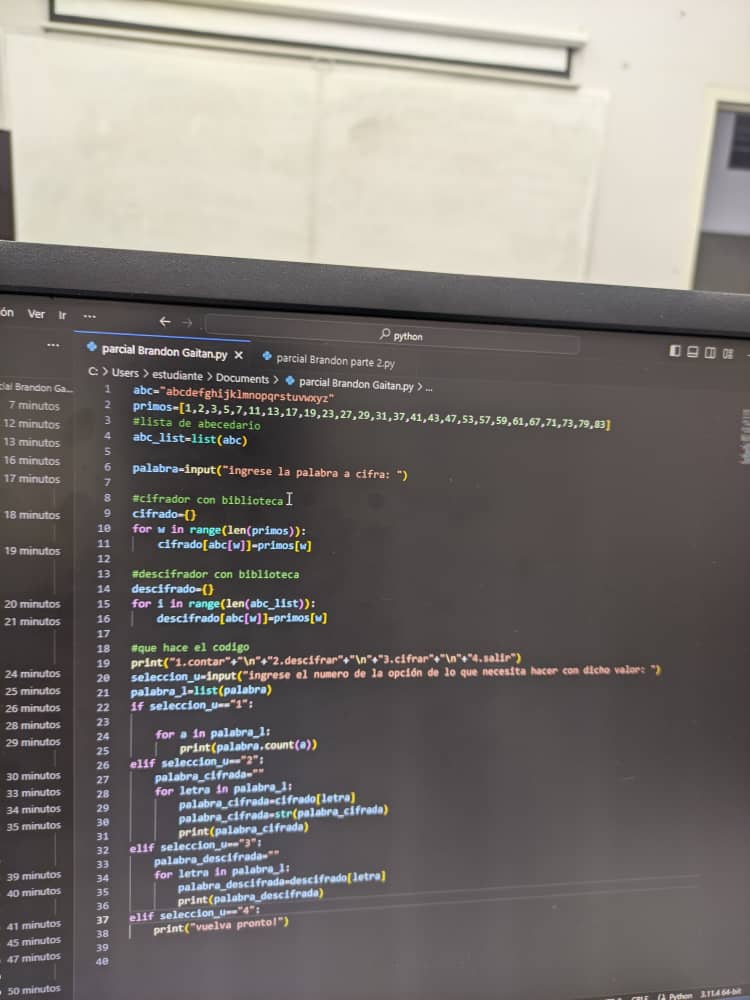 ón Ver Ir ...
python
parcial Brandon Gaitan.py
parcial Brandon parte 2.py
C: > Users > estudiante > Documents > parcial Brandon Gaitan.py > ...
cial Brandon Ga...
7 minutos
12 minutos
13 minutos
16 minutos
17 minutos
18 minutos
19 minutos
20 minutos
21 minutos
24 minutos
25 minutos
26 minutos
28 minutos
29 minutos
30 minutos
33 minutos
34 minutos
35 minutos
39 minutos
40 minutos
41 minutos
45 minutos
47 minutos
50 minutos
1 abc="abcdefghijklmnopqrstuvwxyz"
2 primos=[1,2,3,5,7,11,13,17,19,23,27,29,31,37,41,43,47,53,57,59,61,67,71,73,79,83]
3 #lista de abecedario
4 abc_list=list(abc)
5
6 palabra=input("ingrese la palabra a cifra: ")
7
8 #cifrador con biblioteca
9 cifrado={}
10 for w in range(len(primos)):
11 cifrado[abc[w]]=primos[w]
12
13 #descifrador con biblioteca
14 descifrado={}
15 for i in range(len(abc_list)):
16 descifrado[abc[w]]=primos[w]
17
18 #que hace el codigo
19 print("1.contar"+"\n"+"2.descifrar"+"\n"+"3.cifrar"+"\n"+"4.salir")
20 seleccion_u=input("ingrese el numero de la opción de lo que necesita hacer con dicho valor: ")
21 palabra_l=list(palabra)
22 if seleccion_u=="1":
23
24 for a in palabra_l:
25 print(palabra.count(a))
26 elif seleccion_u=="2":
27 palabra_cifrada=""
28 for letra in palabra_l:
29 palabra_cifrada=cifrado[letra]
30 palabra_cifrada=str(palabra_cifrada)
31 print(palabra_cifrada)
32 elif seleccion_u=="3":
33 palabra_descifrada=""
34 for letra in palabra_l:
35 palabra_descifrada=descifrado[letra]
36 print(palabra_descifrada)
37 elif seleccion_u=="4":
38 print("vuelva pronto!")
39
40
CRLF Python 3.11.4 64-bit